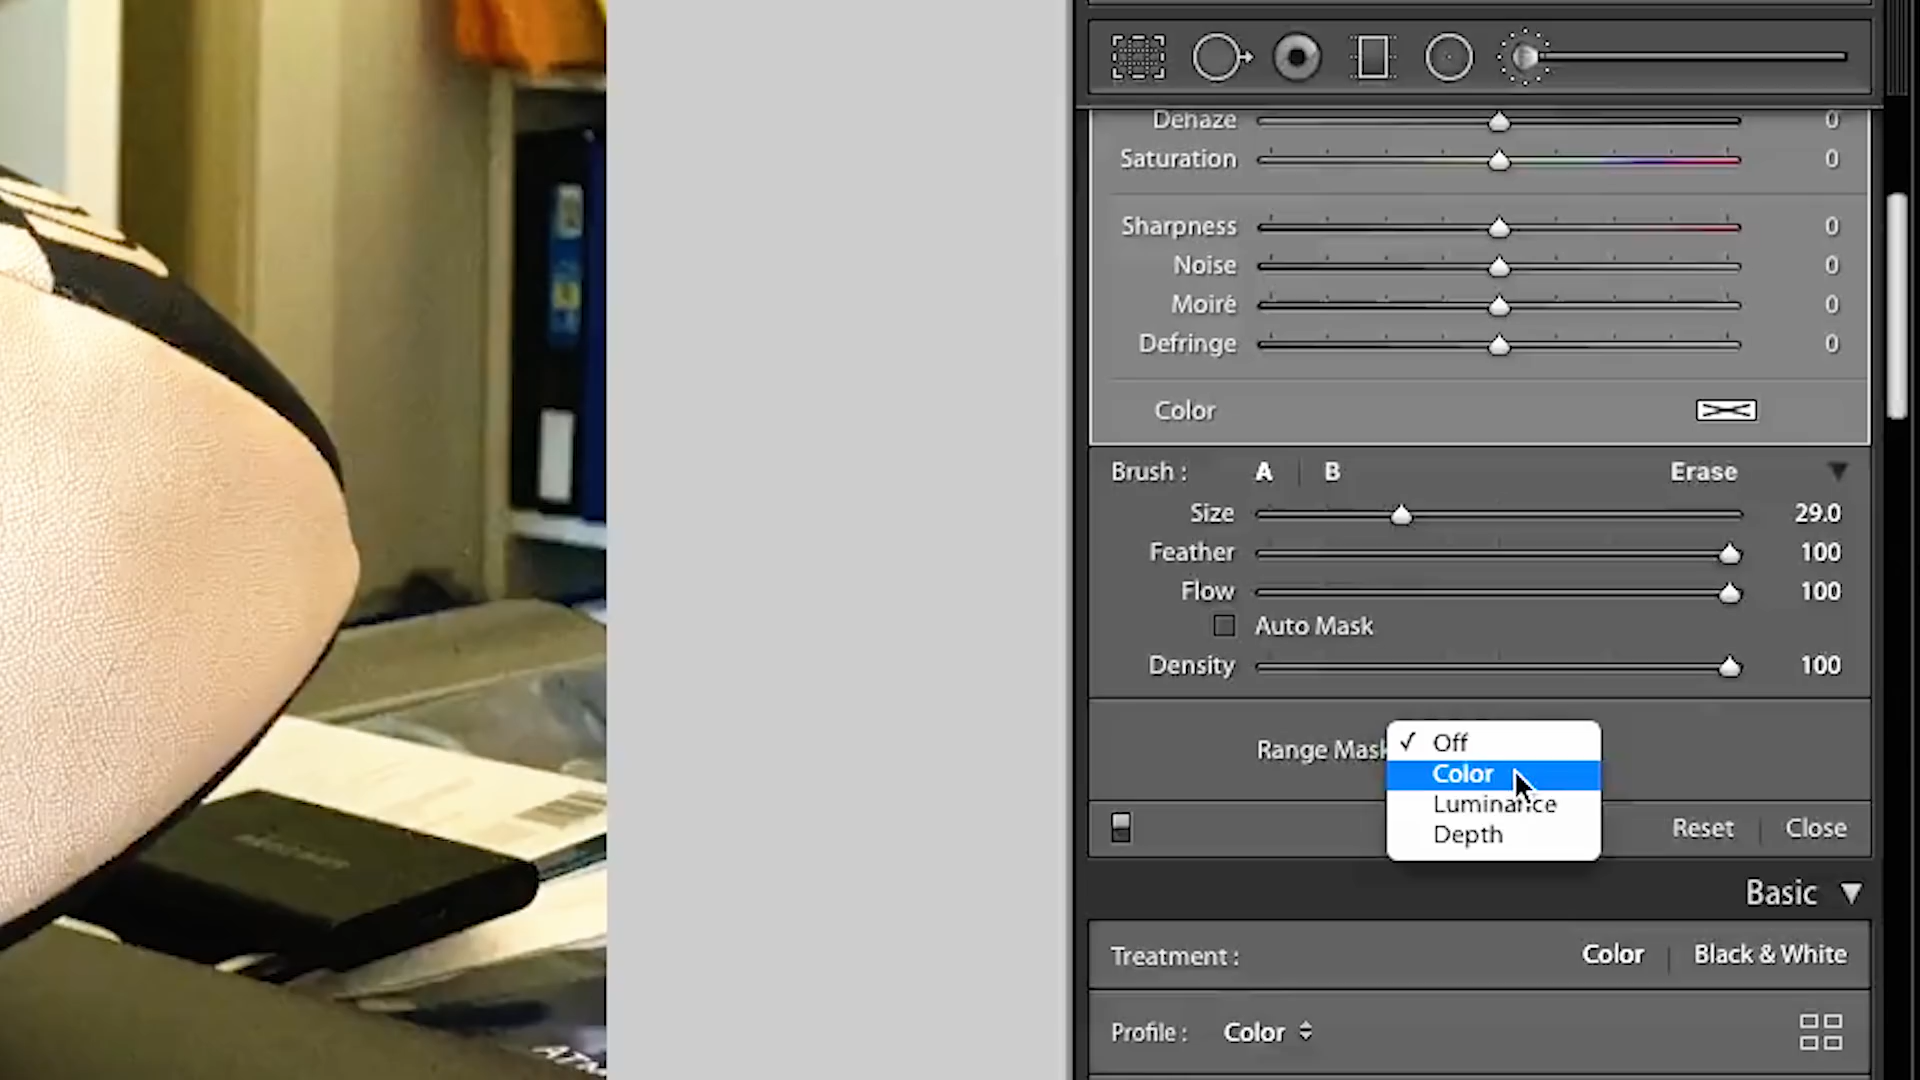 Dehaze 0
Saturation 0
Sharpness 0
Noise 0
Moiré 0
Defringe 0
Color
Brush : A B Erase
Size 29.0
Feather 100
Flow 100
Auto Mask
Density 100
Range Mask
✓ Off
Color
Luminance
Depth
Reset Close
Basic
Treatment : Color Black & White
Profile : Color